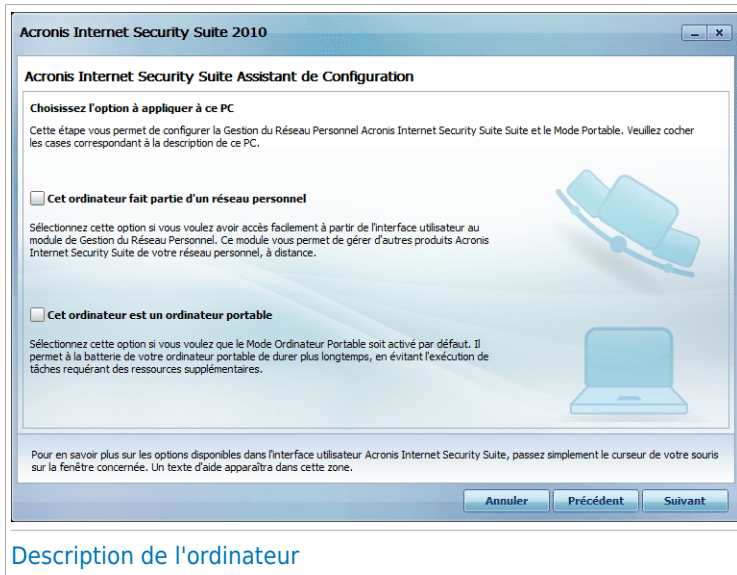 Acronis Internet Security Suite 2010
Acronis Internet Security Suite Assistant de Configuration
Choisissez l'option à appliquer à ce PC
Cette étape vous permet de configurer la Gestion du Réseau Personnel Acronis Internet Security Suite Suite et le Mode Portable. Veuillez cocher
les cases correspondant à la description de ce PC.
Cet ordinateur fait partie d'un réseau personnel
Sélectionnez cette option si vous voulez avoir accès facilement à partir de l'interface utilisateur au
module de Gestion du Réseau Personnel. Ce module vous permet de gérer d'autres produits Acronis
Internet Security Suite de votre réseau personnel, à distance.
Cet ordinateur est un ordinateur portable
Sélectionnez cette option si vous voulez que le Mode Ordinateur Portable soit activé par défaut. Il
permet à la batterie de votre ordinateur portable de durer plus longtemps, en évitant l'exécution de
tâches requérant des ressources supplémentaires.
Pour en savoir plus sur les options disponibles dans l'interface utilisateur Acronis Internet Security Suite, passez simplement le curseur de votre souris
sur la fenêtre concernée. Un texte d'aide apparaîtra dans cette zone.
Annuler Précédent Suivant
Description de l'ordinateur